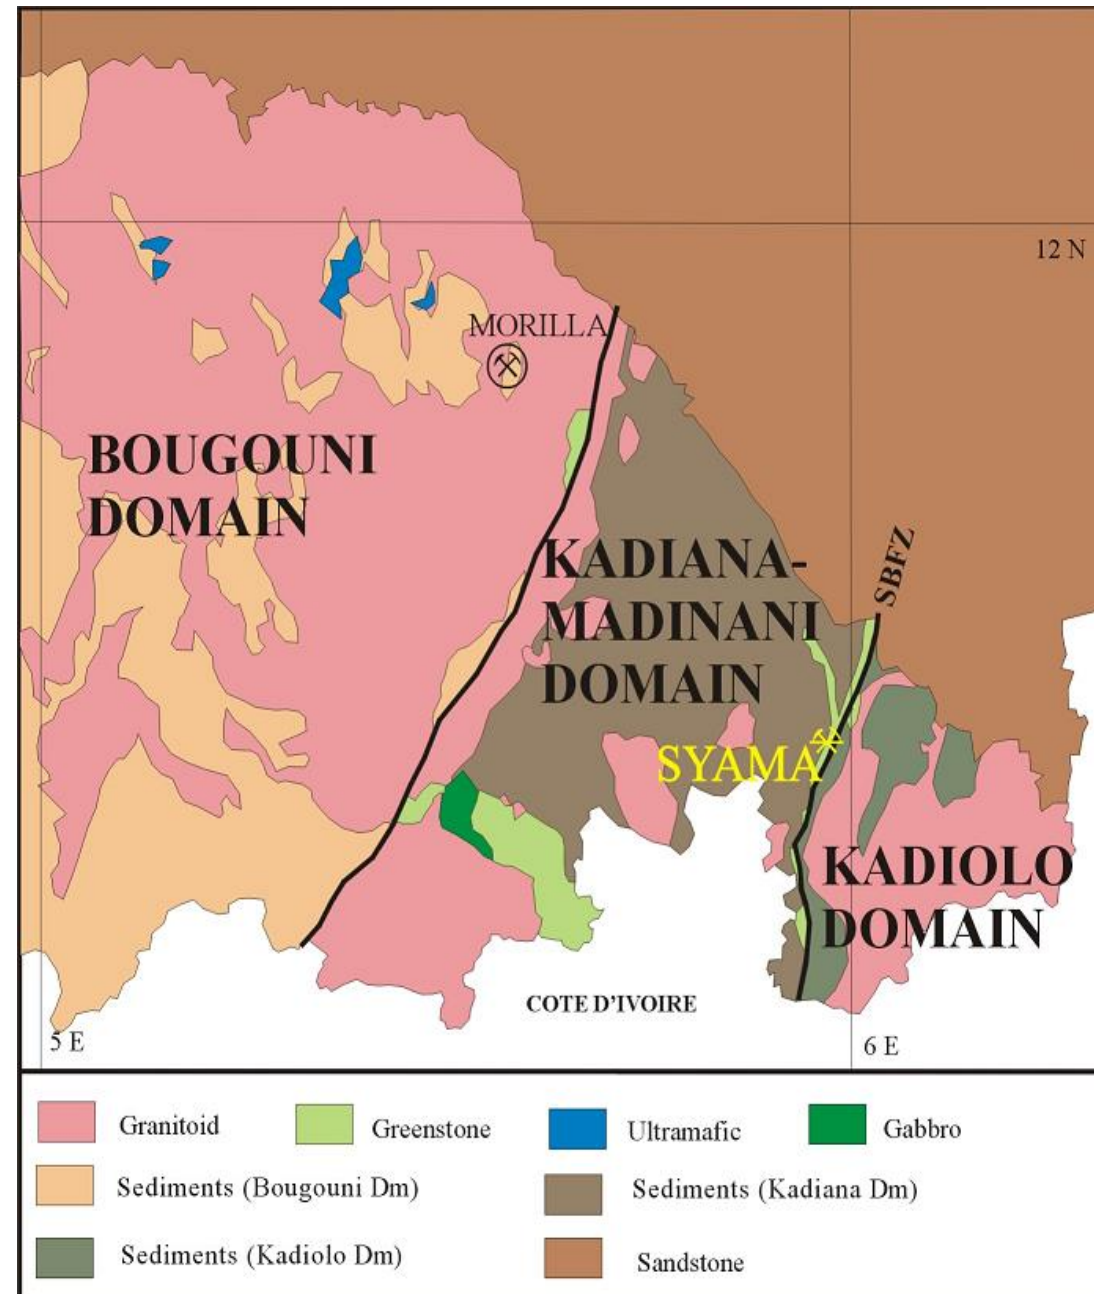 12 N
MORILLA
BOUGOUNI
DOMAIN
KADIANA-
MADINANI
DOMAIN
SBFZ
SYAMA
KADIOLO
DOMAIN
COTE D'IVOIRE
5 E
6 E
Granitoid
Greenstone
Ultramafic
Gabbro
Sediments (Bougouni Dm)
Sediments (Kadiana Dm)
Sediments (Kadiolo Dm)
Sandstone